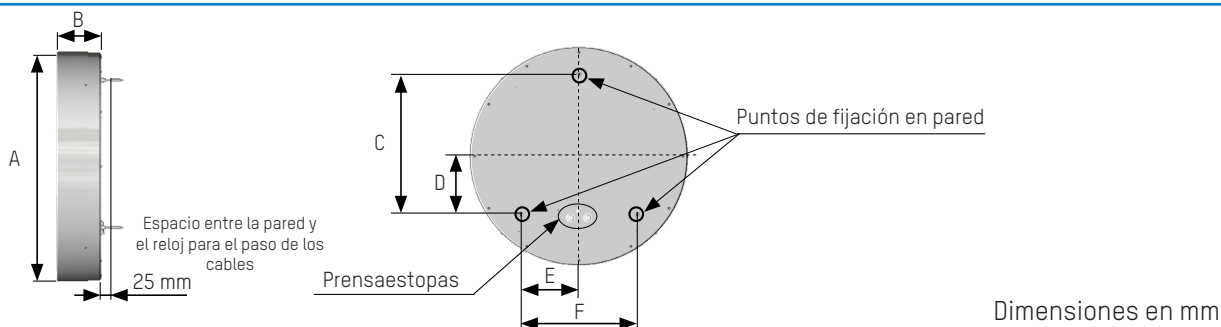 B
A
Espacio entre la pared y
el reloj para el paso de los
cables
25 mm
C
D
Puntos de fijación en pared
Prensaestopas
E
F
Dimensiones en mm